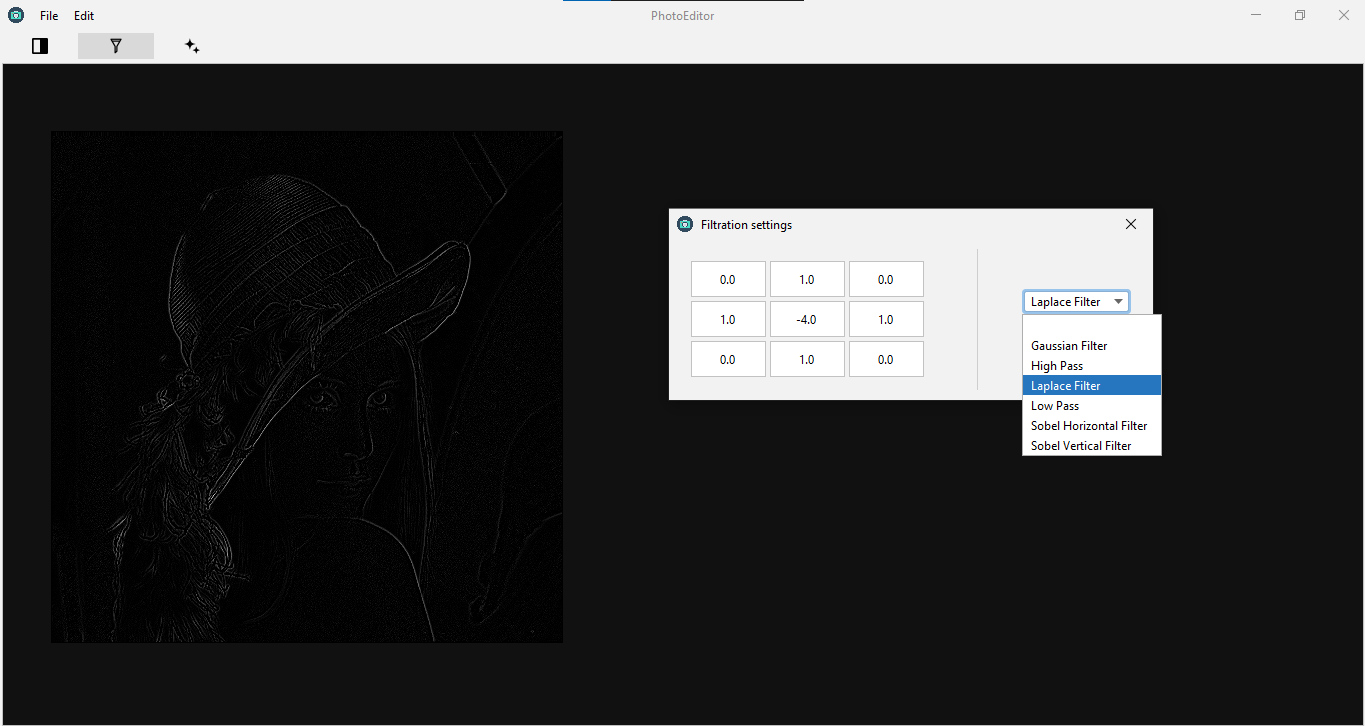 File Edit PhotoEditor
Filtration settings
0.0 1.0 0.0
1.0 -4.0 1.0
0.0 1.0 0.0
Laplace Filter
Gaussian Filter
High Pass
Laplace Filter
Low Pass
Sobel Horizontal Filter
Sobel Vertical Filter